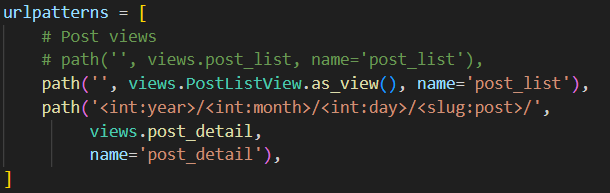 urlpatterns = [
    # Post views
    # path('', views.post_list, name='post_list'),
    path('', views.PostListView.as_view(), name='post_list'),
    path('<int:year>/<int:month>/<int:day>/<slug:post>/',
         views.post_detail,
         name='post_detail'),
]